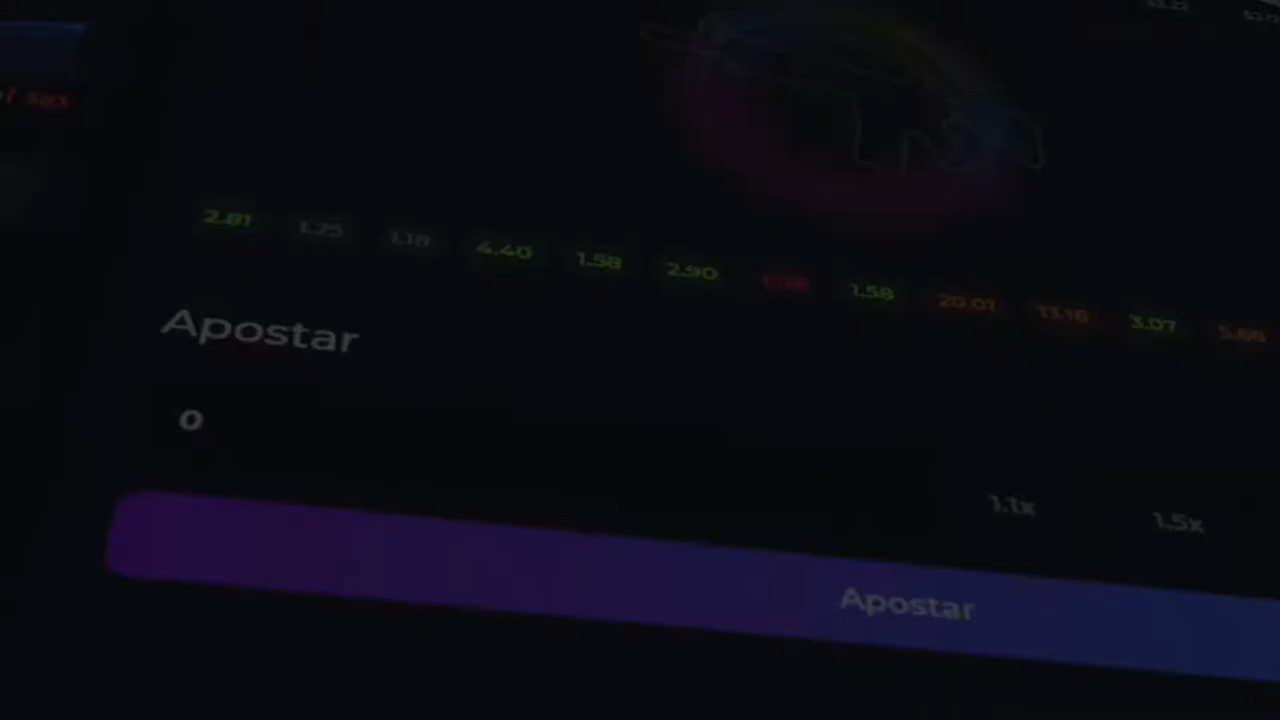 2.81 1.25 1.18 4.40 1.58 2.90 1.58 20.01 13.16 3.07
Apostar
0
1.1x 1.5x
Apostar